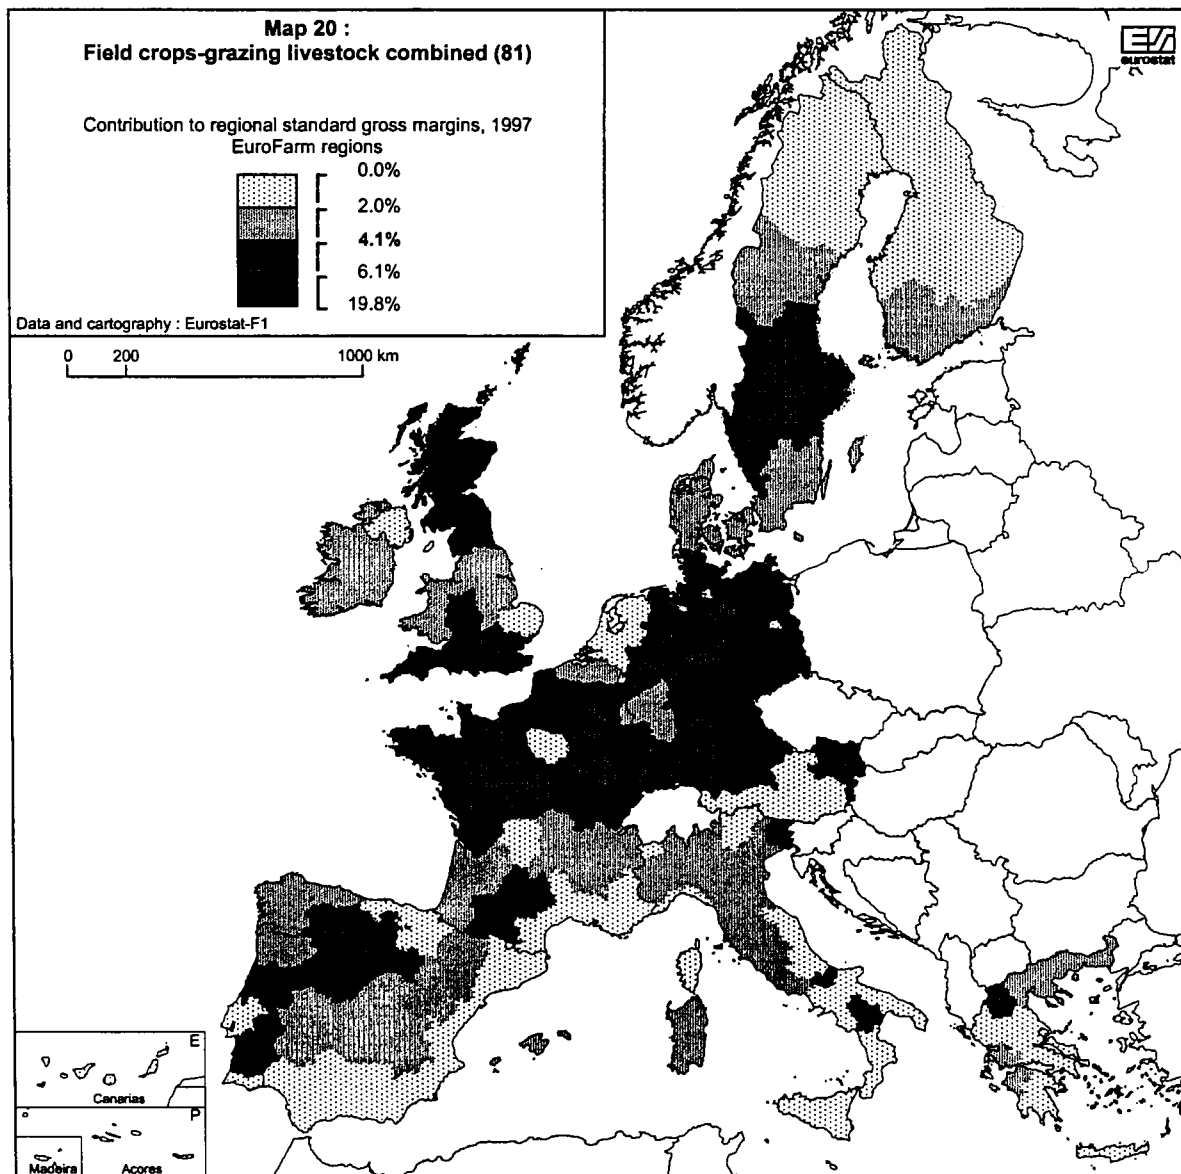 Map 20 :
Field crops-grazing livestock combined (81)
Contribution to regional standard gross margins, 1997
EuroFarm regions
0.0%
2.0%
4.1%
6.1%
19.8%
Data and cartography : Eurostat-F1
0 200 1000 km
eurostat
E
Canarias
P
Madeira
Acores